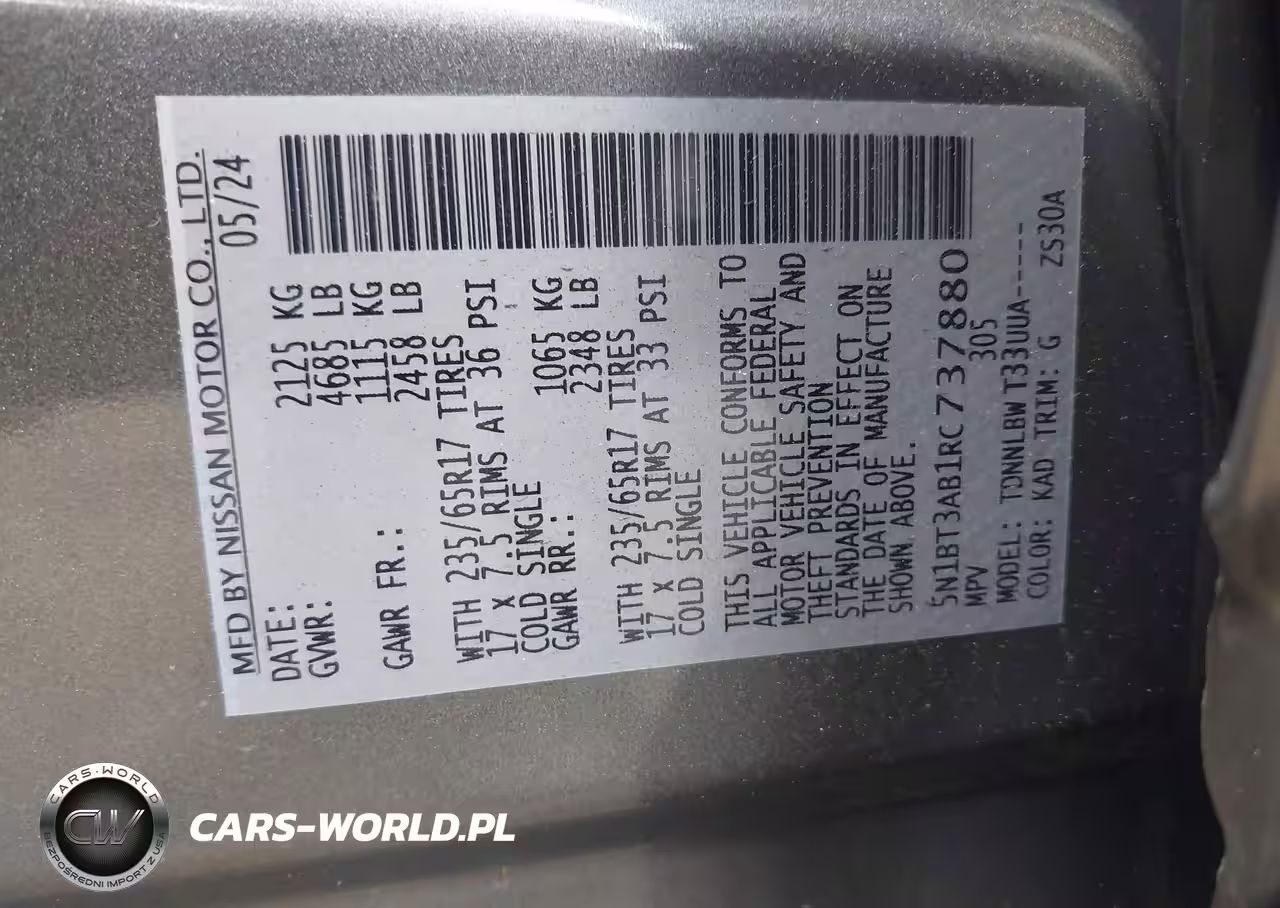 MFD BY NISSAN MOTOR CO., LTD.
DATE: 05/24
GVWR: 2125 KG
4685 LB
GAWR FR.: 1115 KG
2458 LB
WITH 235/65R17 TIRES
17 X 7.5 RIMS AT 36 PSI
COLD SINGLE
GAWR RR.: 1065 KG
2348 LB
WITH 235/65R17 TIRES
17 X 7.5 RIMS AT 33 PSI
COLD SINGLE
THIS VEHICLE CONFORMS TO
ALL APPLICABLE FEDERAL
MOTOR VEHICLE SAFETY AND
THEFT PREVENTION
STANDARDS IN EFFECT ON
THE DATE OF MANUFACTURE
SHOWN ABOVE.
5N1BT3AB1RC737880
MPV 305
MODEL: TDNNLBW T33UUA-----
COLOR: KAD TRIM: G ZS30A
CARS-WORLD
CW
BEZPOŚREDNI IMPORT Z USA
CARS-WORLD.PL